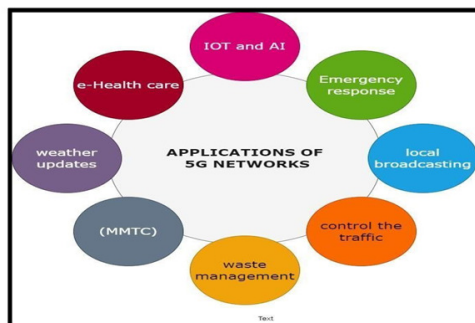 IOT and AI
Emergency
response
local
broadcasting
control the
traffic
waste
management
(MMTC)
weather
updates
e-Health care
APPLICATIONS OF
5G NETWORKS
Text